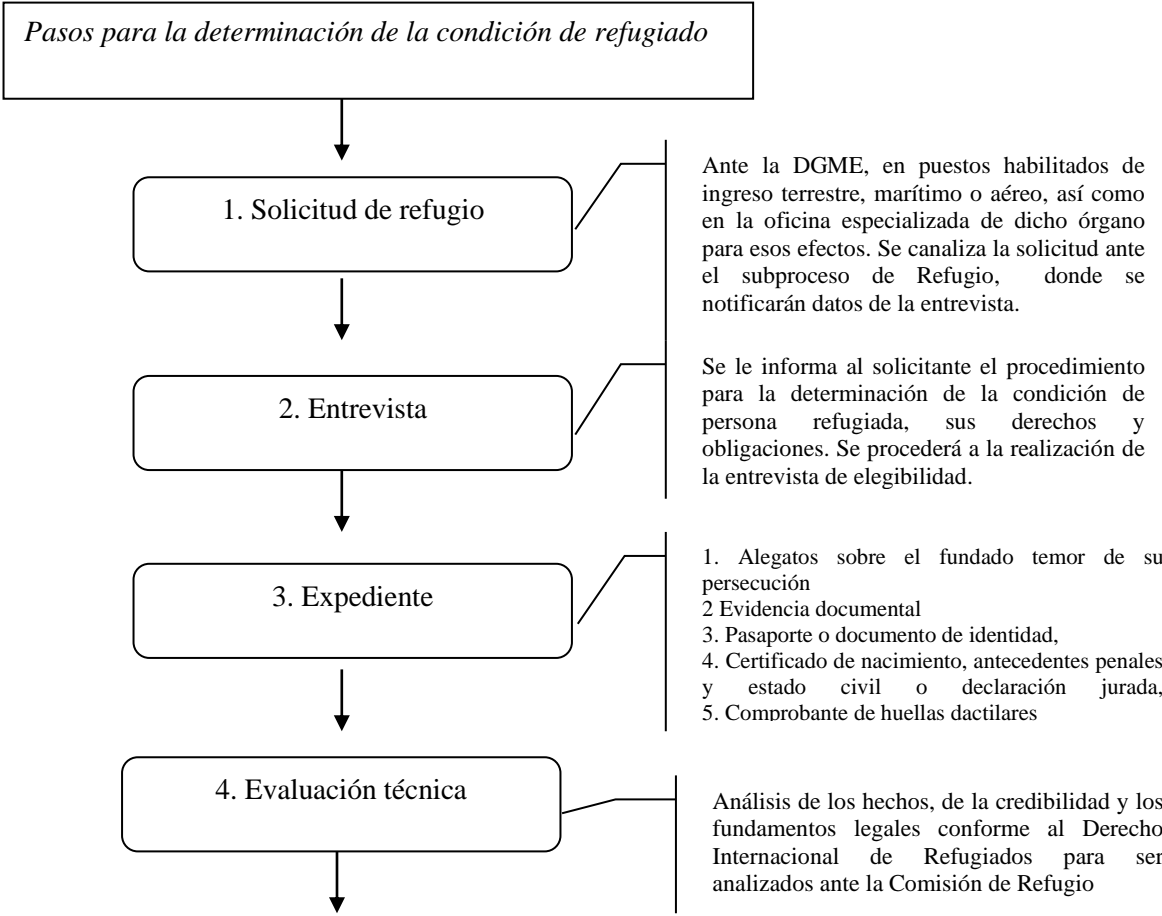 Pasos para la determinación de la condición de refugiado
1. Solicitud de refugio
Ante la DGME, en puestos habilitados de
ingreso terrestre, marítimo o aéreo, así como
en la oficina especializada de dicho órgano
para esos efectos. Se canaliza la solicitud ante
el subproceso de Refugio, donde se
notificarán datos de la entrevista.
2. Entrevista
Se le informa al solicitante el procedimiento
para la determinación de la condición de
persona refugiada, sus derechos y
obligaciones. Se procederá a la realización de
la entrevista de elegibilidad.
3. Expediente
1. Alegatos sobre el fundado temor de su
persecución
2 Evidencia documental
3. Pasaporte o documento de identidad,
4. Certificado de nacimiento, antecedentes penales
y estado civil o declaración jurada,
5. Comprobante de huellas dactilares
4. Evaluación técnica
Análisis de los hechos, de la credibilidad y los
fundamentos legales conforme al Derecho
Internacional de Refugiados para ser
analizados ante la Comisión de Refugio